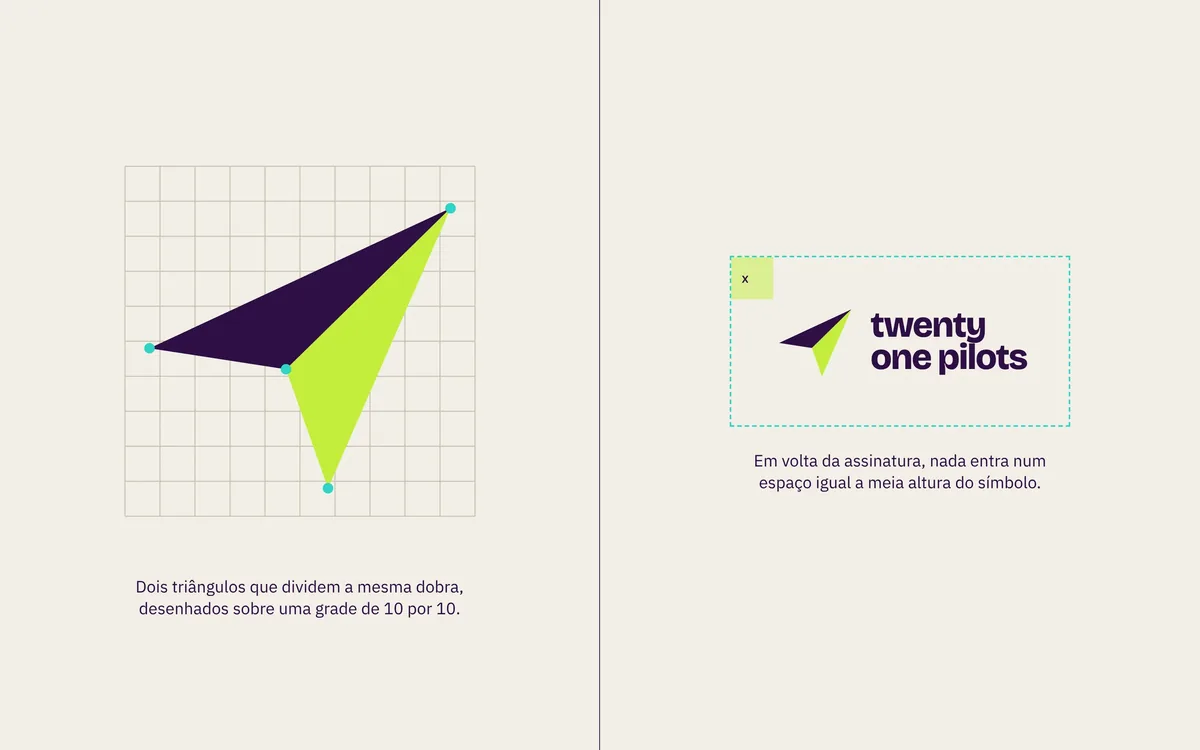 Dois triângulos que dividem a mesma dobra,
desenhados sobre uma grade de 10 por 10.
x
twenty
one pilots
Em volta da assinatura, nada entra num
espaço igual a meia altura do símbolo.